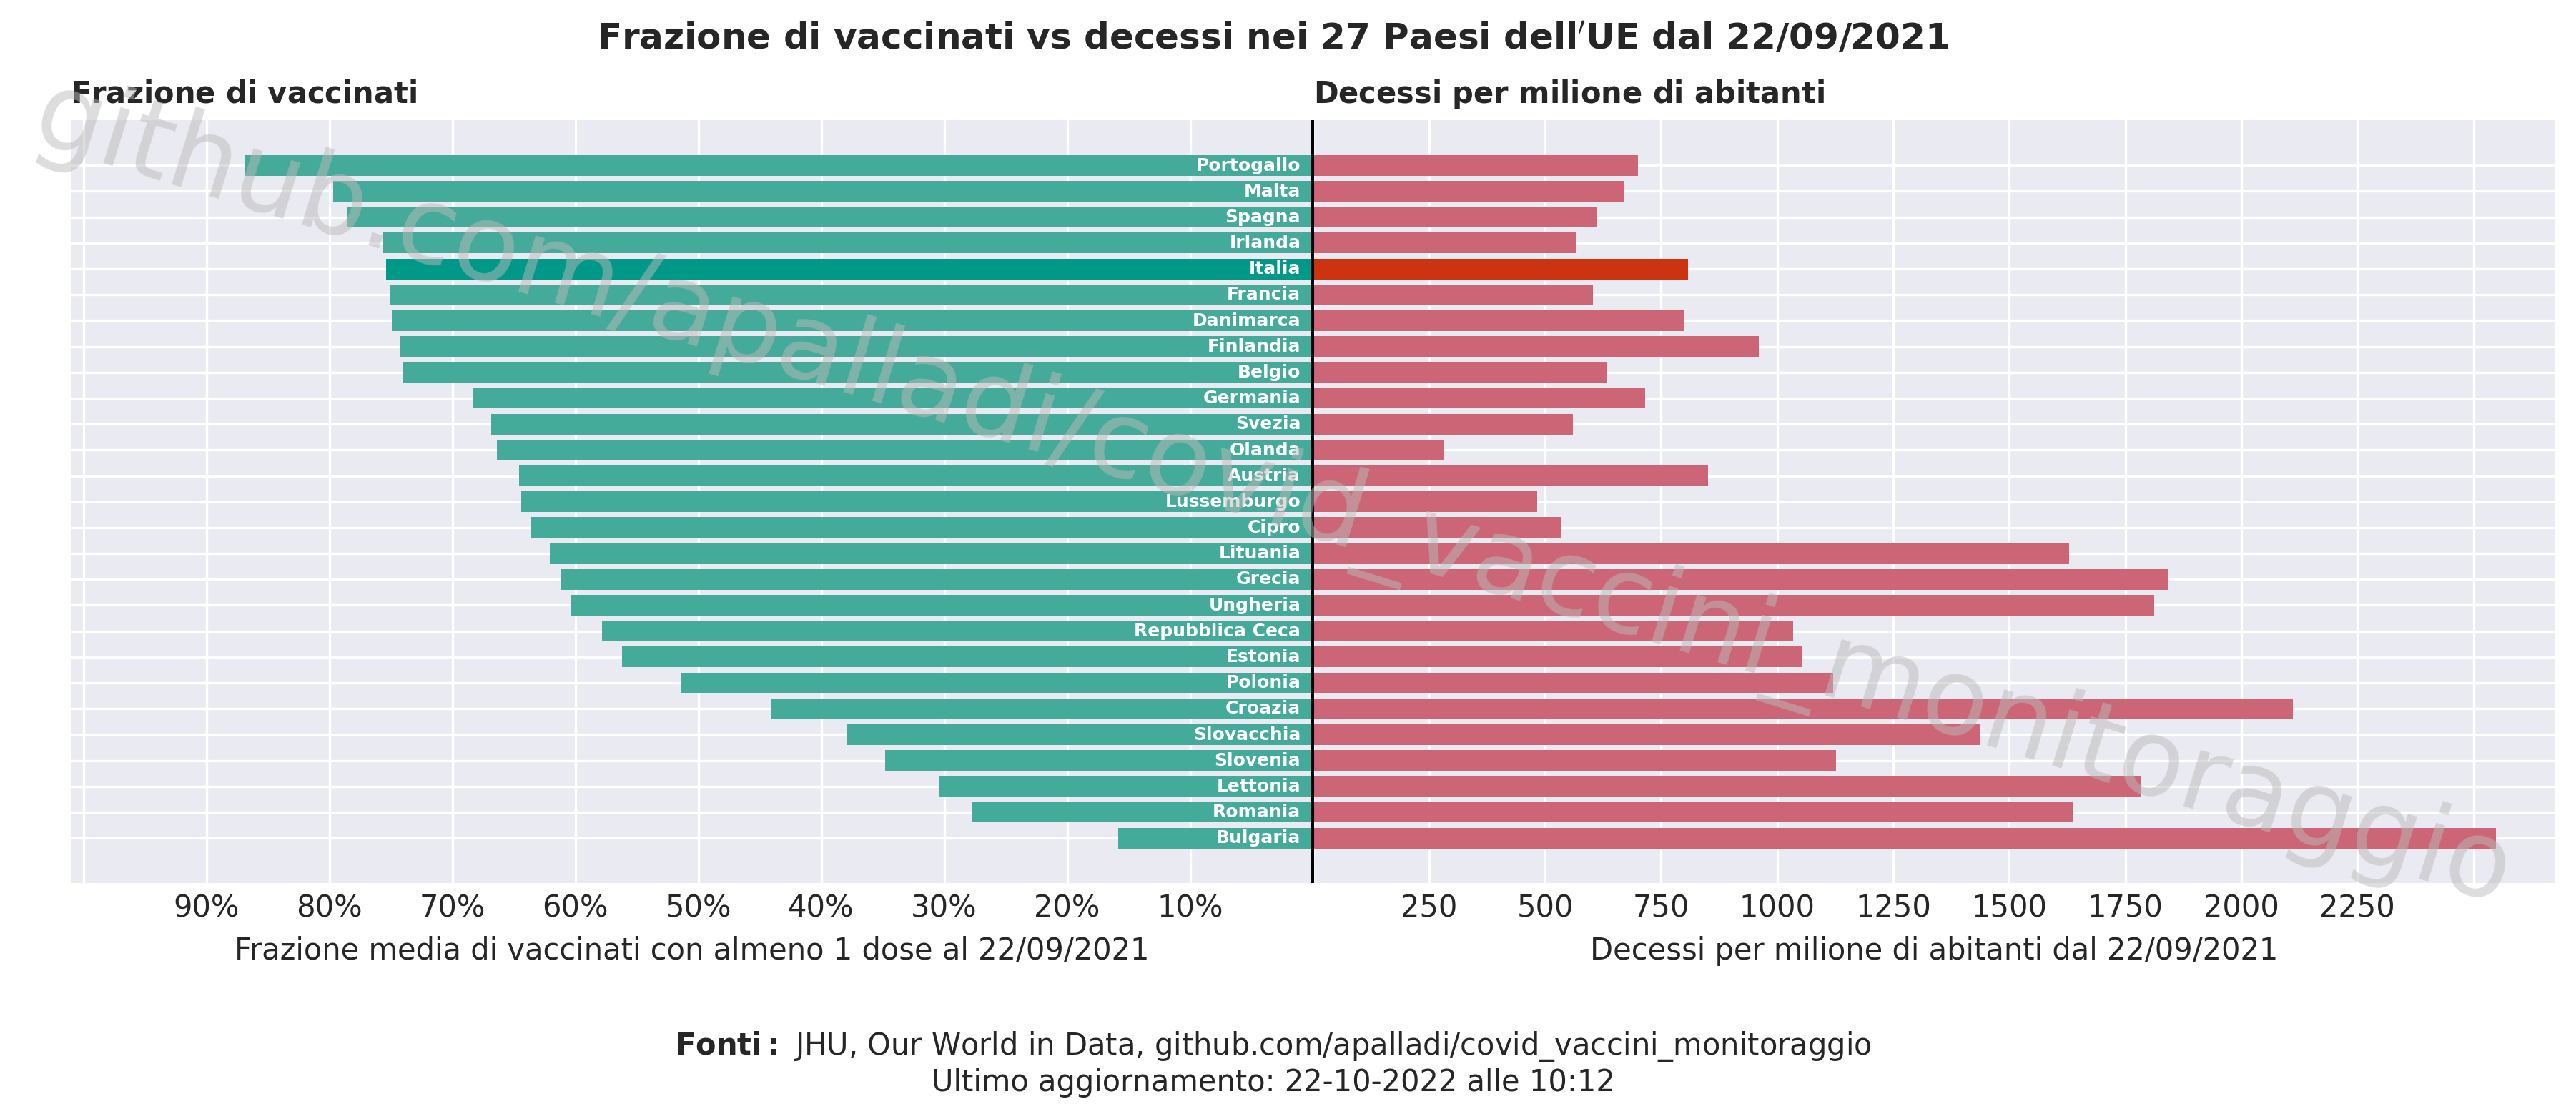 Frazione di vaccinati vs decessi nei 27 Paesi dell′UE dal 22/09/2021
Frazione di vaccinati
Decessi per milione di abitanti
github.com/apalladi/covid_vaccini_monitoraggio
Portogallo
Malta
Spagna
Irlanda
Italia
Francia
Danimarca
Finlandia
Belgio
Germania
Svezia
Olanda
Austria
Lussemburgo
Cipro
Lituania
Grecia
Ungheria
Repubblica Ceca
Estonia
Polonia
Croazia
Slovacchia
Slovenia
Lettonia
Romania
Bulgaria
90% 80% 70% 60% 50% 40% 30% 20% 10%
250 500 750 1000 1250 1500 1750 2000 2250
Frazione media di vaccinati con almeno 1 dose al 22/09/2021
Decessi per milione di abitanti dal 22/09/2021
Fonti: JHU, Our World in Data, github.com/apalladi/covid_vaccini_monitoraggio
Ultimo aggiornamento: 22-10-2022 alle 10:12